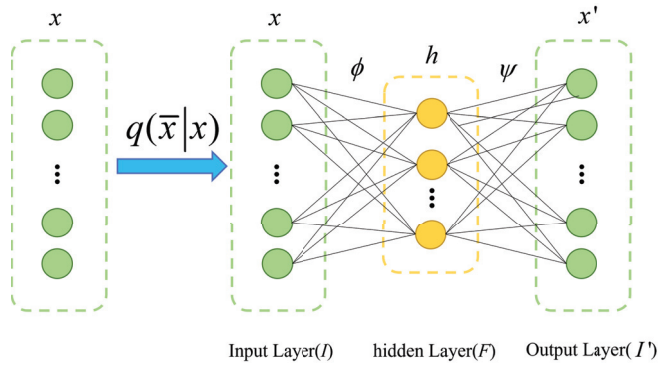 x
x
ϕ
h
ψ
x'
q(x̅|x)
Input Layer(I)
hidden Layer(F)
Output Layer(I')